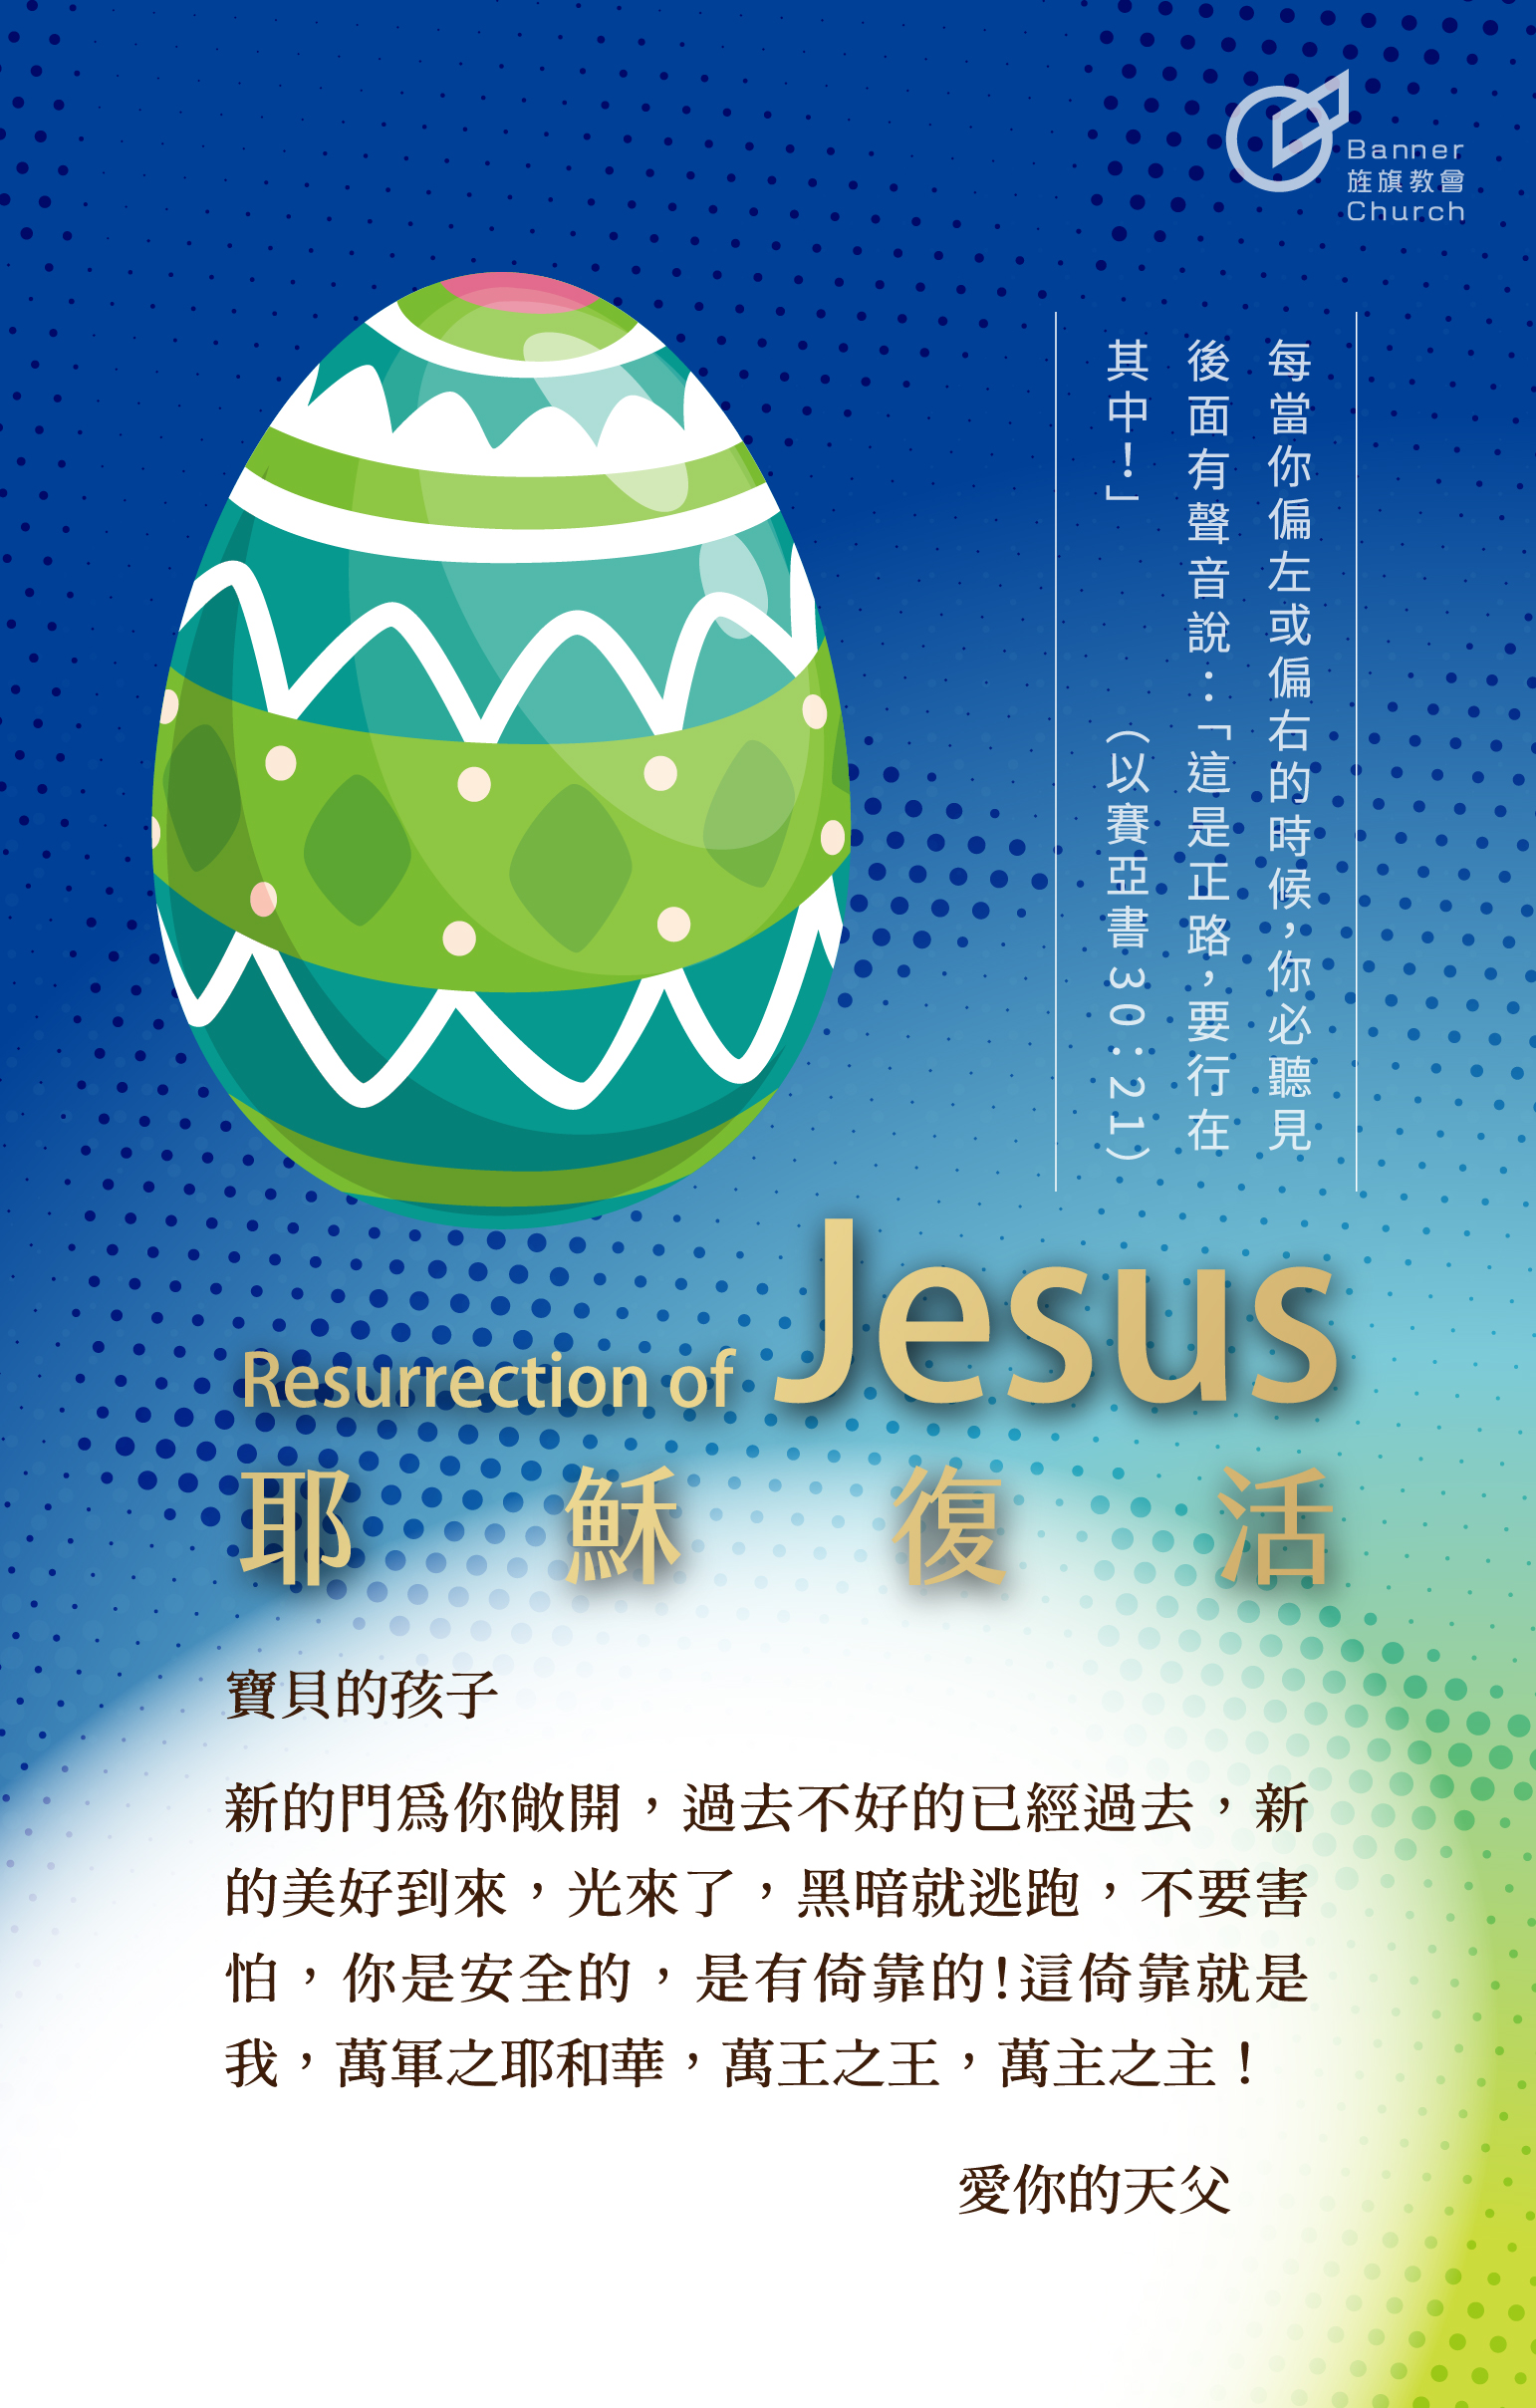 Banner
旌旗教會
Church
每當你偏左或偏右的時候，你必聽見
後面有聲音說：「這是正路，要行在
其中！」（以賽亞書30：21）
Resurrection of Jesus
耶穌復活
寶貝的孩子
新的門爲你敞開，過去不好的已經過去，新
的美好到來，光來了，黑暗就逃跑，不要害
怕，你是安全的，是有倚靠的！這倚靠就是
我，萬軍之耶和華，萬王之王，萬主之主！
愛你的天父